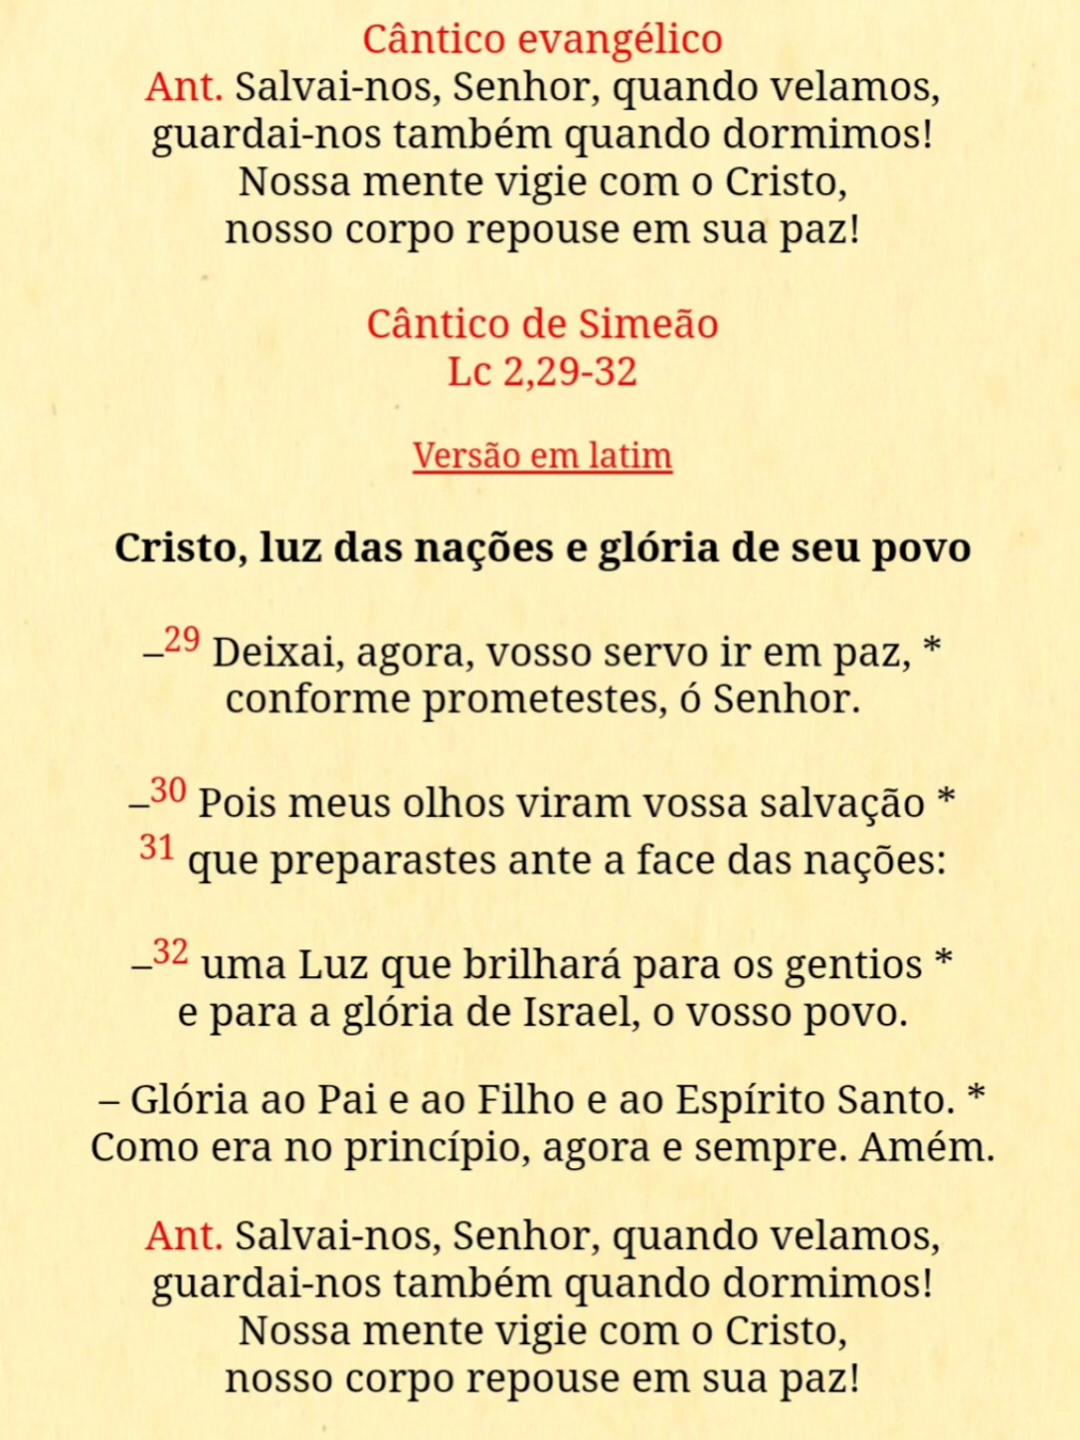 Cântico evangélico
Ant. Salvai-nos, Senhor, quando velamos,
guardai-nos também quando dormimos!
Nossa mente vigie com o Cristo,
nosso corpo repouse em sua paz!
Cântico de Simeão
Lc 2,29-32
Versão em latim
Cristo, luz das nações e glória de seu povo
–29 Deixai, agora, vosso servo ir em paz, *
conforme prometestes, ó Senhor.
–30 Pois meus olhos viram vossa salvação *
31 que preparastes ante a face das nações:
–32 uma Luz que brilhará para os gentios *
e para a glória de Israel, o vosso povo.
– Glória ao Pai e ao Filho e ao Espírito Santo. *
Como era no princípio, agora e sempre. Amém.
Ant. Salvai-nos, Senhor, quando velamos,
guardai-nos também quando dormimos!
Nossa mente vigie com o Cristo,
nosso corpo repouse em sua paz!